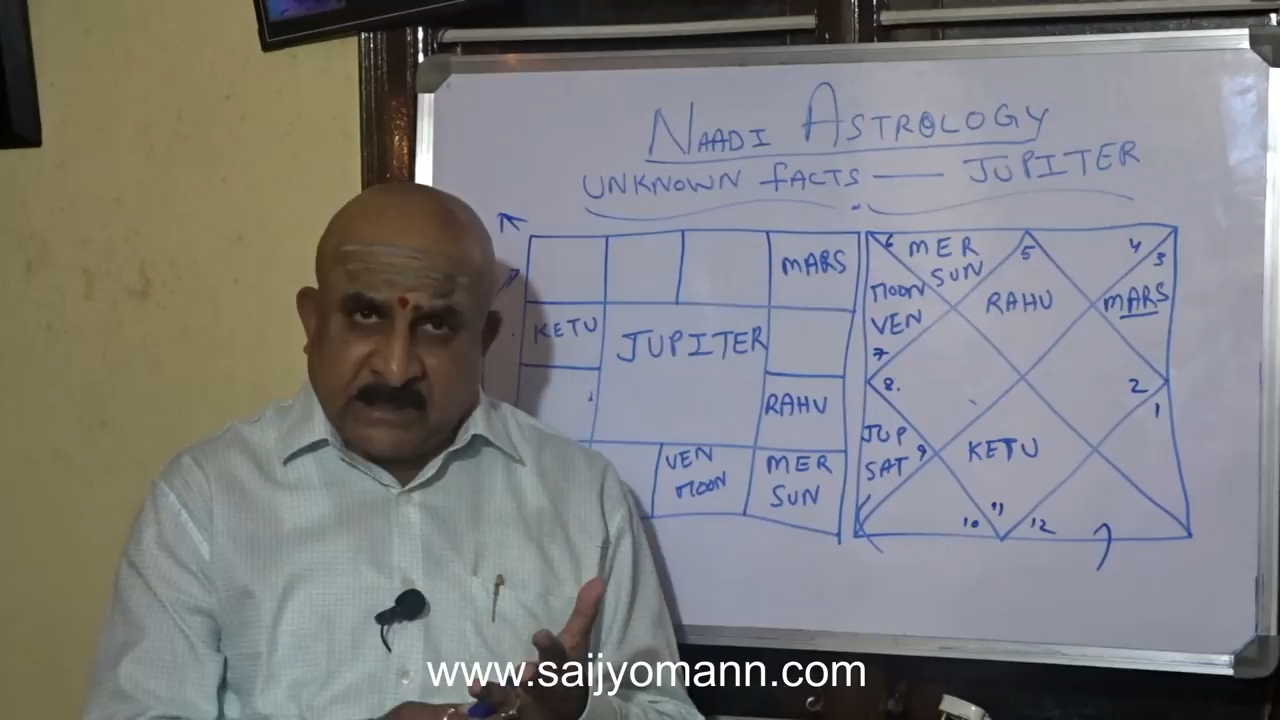 NAADI ASTROLOGY
UNKNOWN FACTS — JUPITER
MARS
KETU
JUPITER
RAHU
VEN
MOON
MER
SUN
6
MER
SUN
5
4
3
MOON
VEN
7
RAHU
MARS
8.
2
1
JUP
SAT
9
KETU
10
11
12
www.saijyomann.com